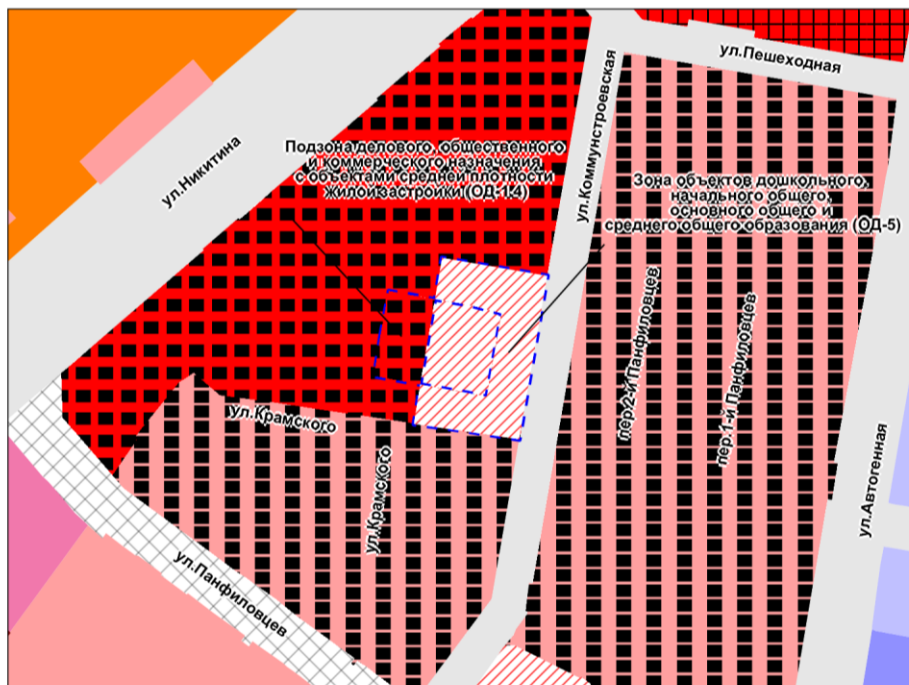 ул.Пешеходная
ул.Коммунстроевская
ул.Никитина
Подзона делового, общественного
и коммерческого назначения
с объектами средней плотности
жилой застройки (ОД-1.4)
Зона объектов дошкольного,
начального общего,
основного общего и
среднего общего образования (ОД-5)
пер.2-й Панфиловцев
пер.1-й Панфиловцев
ул.Крамского
ул.Крамского
ул.Автогенная
ул.Панфиловцев